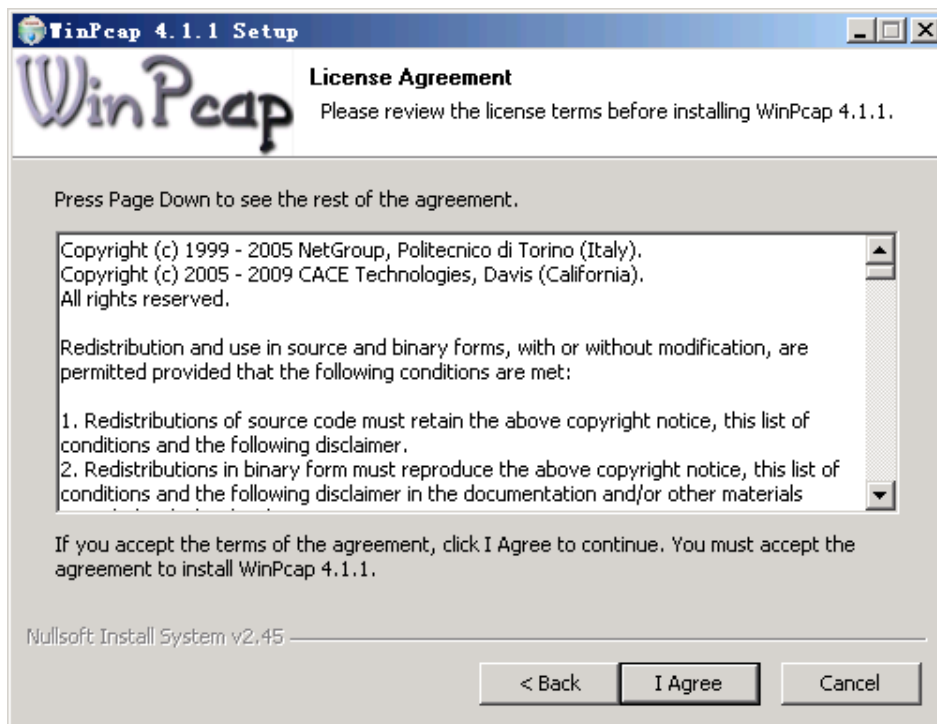 WinPcap 4.1.1 Setup
WinPcap
License Agreement
Please review the license terms before installing WinPcap 4.1.1.
Press Page Down to see the rest of the agreement.
Copyright (c) 1999 - 2005 NetGroup, Politecnico di Torino (Italy).
Copyright (c) 2005 - 2009 CACE Technologies, Davis (California).
All rights reserved.
Redistribution and use in source and binary forms, with or without modification, are
permitted provided that the following conditions are met:
1. Redistributions of source code must retain the above copyright notice, this list of
conditions and the following disclaimer.
2. Redistributions in binary form must reproduce the above copyright notice, this list of
conditions and the following disclaimer in the documentation and/or other materials
If you accept the terms of the agreement, click I Agree to continue. You must accept the
agreement to install WinPcap 4.1.1.
Nullsoft Install System v2.45
< Back
I Agree
Cancel